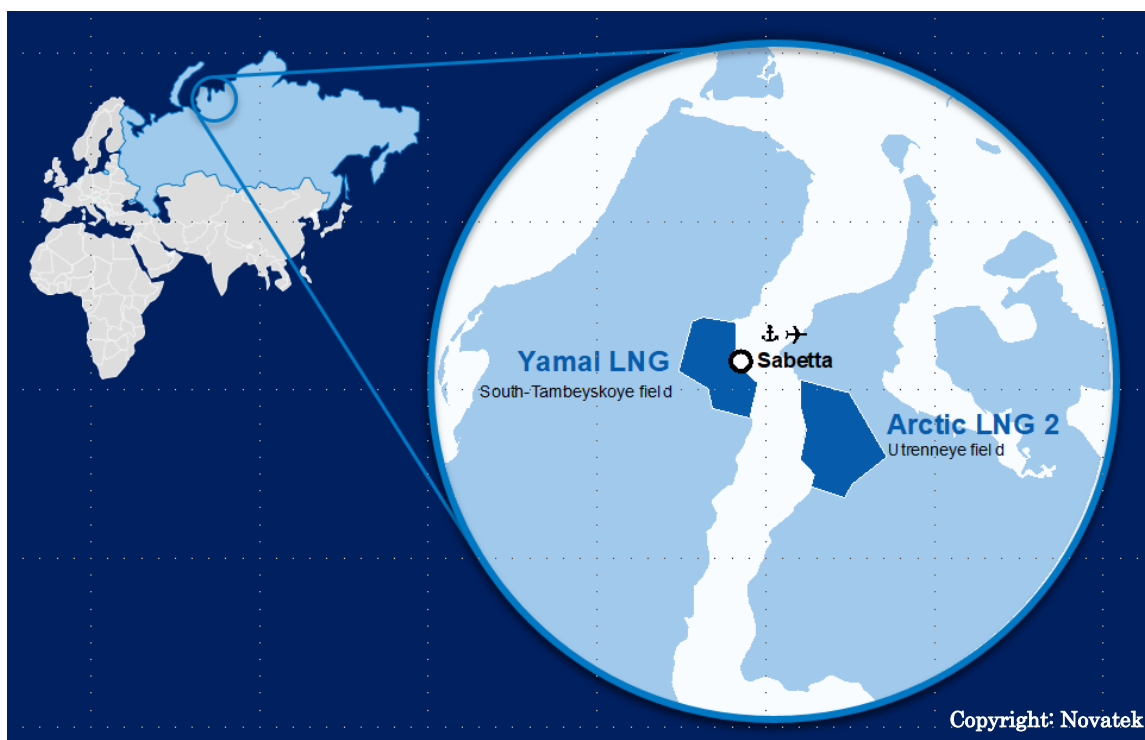 Yamal LNG
South-Tambeyskoye field
Sabetta
Arctic LNG 2
Utrenneye field
Copyright: Novatek